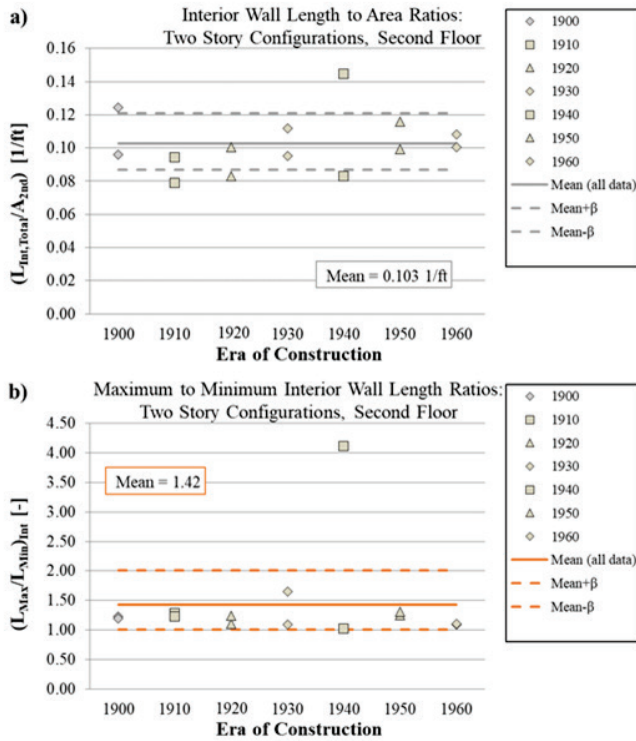 a)
Interior Wall Length to Area Ratios:
Two Story Configurations, Second Floor
(L_Int,Total/A_2nd) [1/ft]
0.16
0.14
0.12
0.10
0.08
0.06
0.04
0.02
0.00
Mean = 0.103 1/ft
1900 1910 1920 1930 1940 1950 1960
Era of Construction
1900
1910
1920
1930
1940
1950
1960
Mean (all data)
Mean+β
Mean-β
b)
Maximum to Minimum Interior Wall Length Ratios:
Two Story Configurations, Second Floor
(L_Max/L_Min)_Int [-]
4.50
4.00
3.50
3.00
2.50
2.00
1.50
1.00
0.50
0.00
Mean = 1.42
1900 1910 1920 1930 1940 1950 1960
Era of Construction
1900
1910
1920
1930
1940
1950
1960
Mean (all data)
Mean+β
Mean-β